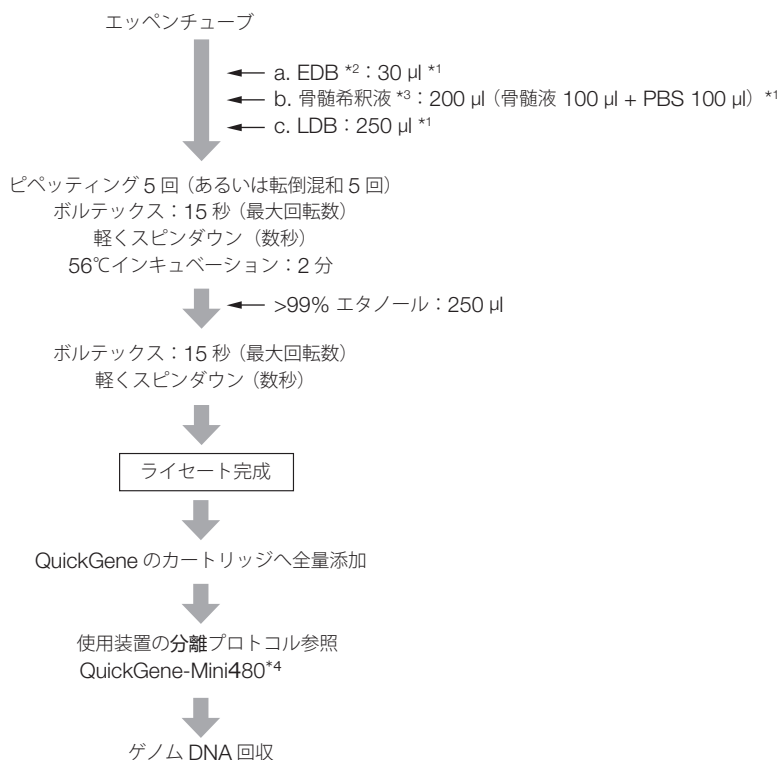 エッペンチューブ
a. EDB *2：30 µl *1
b. 骨髄希釈液 *3：200 µl（骨髄液 100 µl + PBS 100 µl）*1
c. LDB：250 µl *1
ピペッティング 5 回（あるいは転倒混和 5 回）
ボルテックス：15 秒（最大回転数）
軽くスピンダウン（数秒）
56℃インキュベーション：2 分
>99% エタノール：250 µl
ボルテックス：15 秒（最大回転数）
軽くスピンダウン（数秒）
ライセート完成
QuickGene のカートリッジへ全量添加
使用装置の分離プロトコル参照
QuickGene-Mini480*4
ゲノム DNA 回収